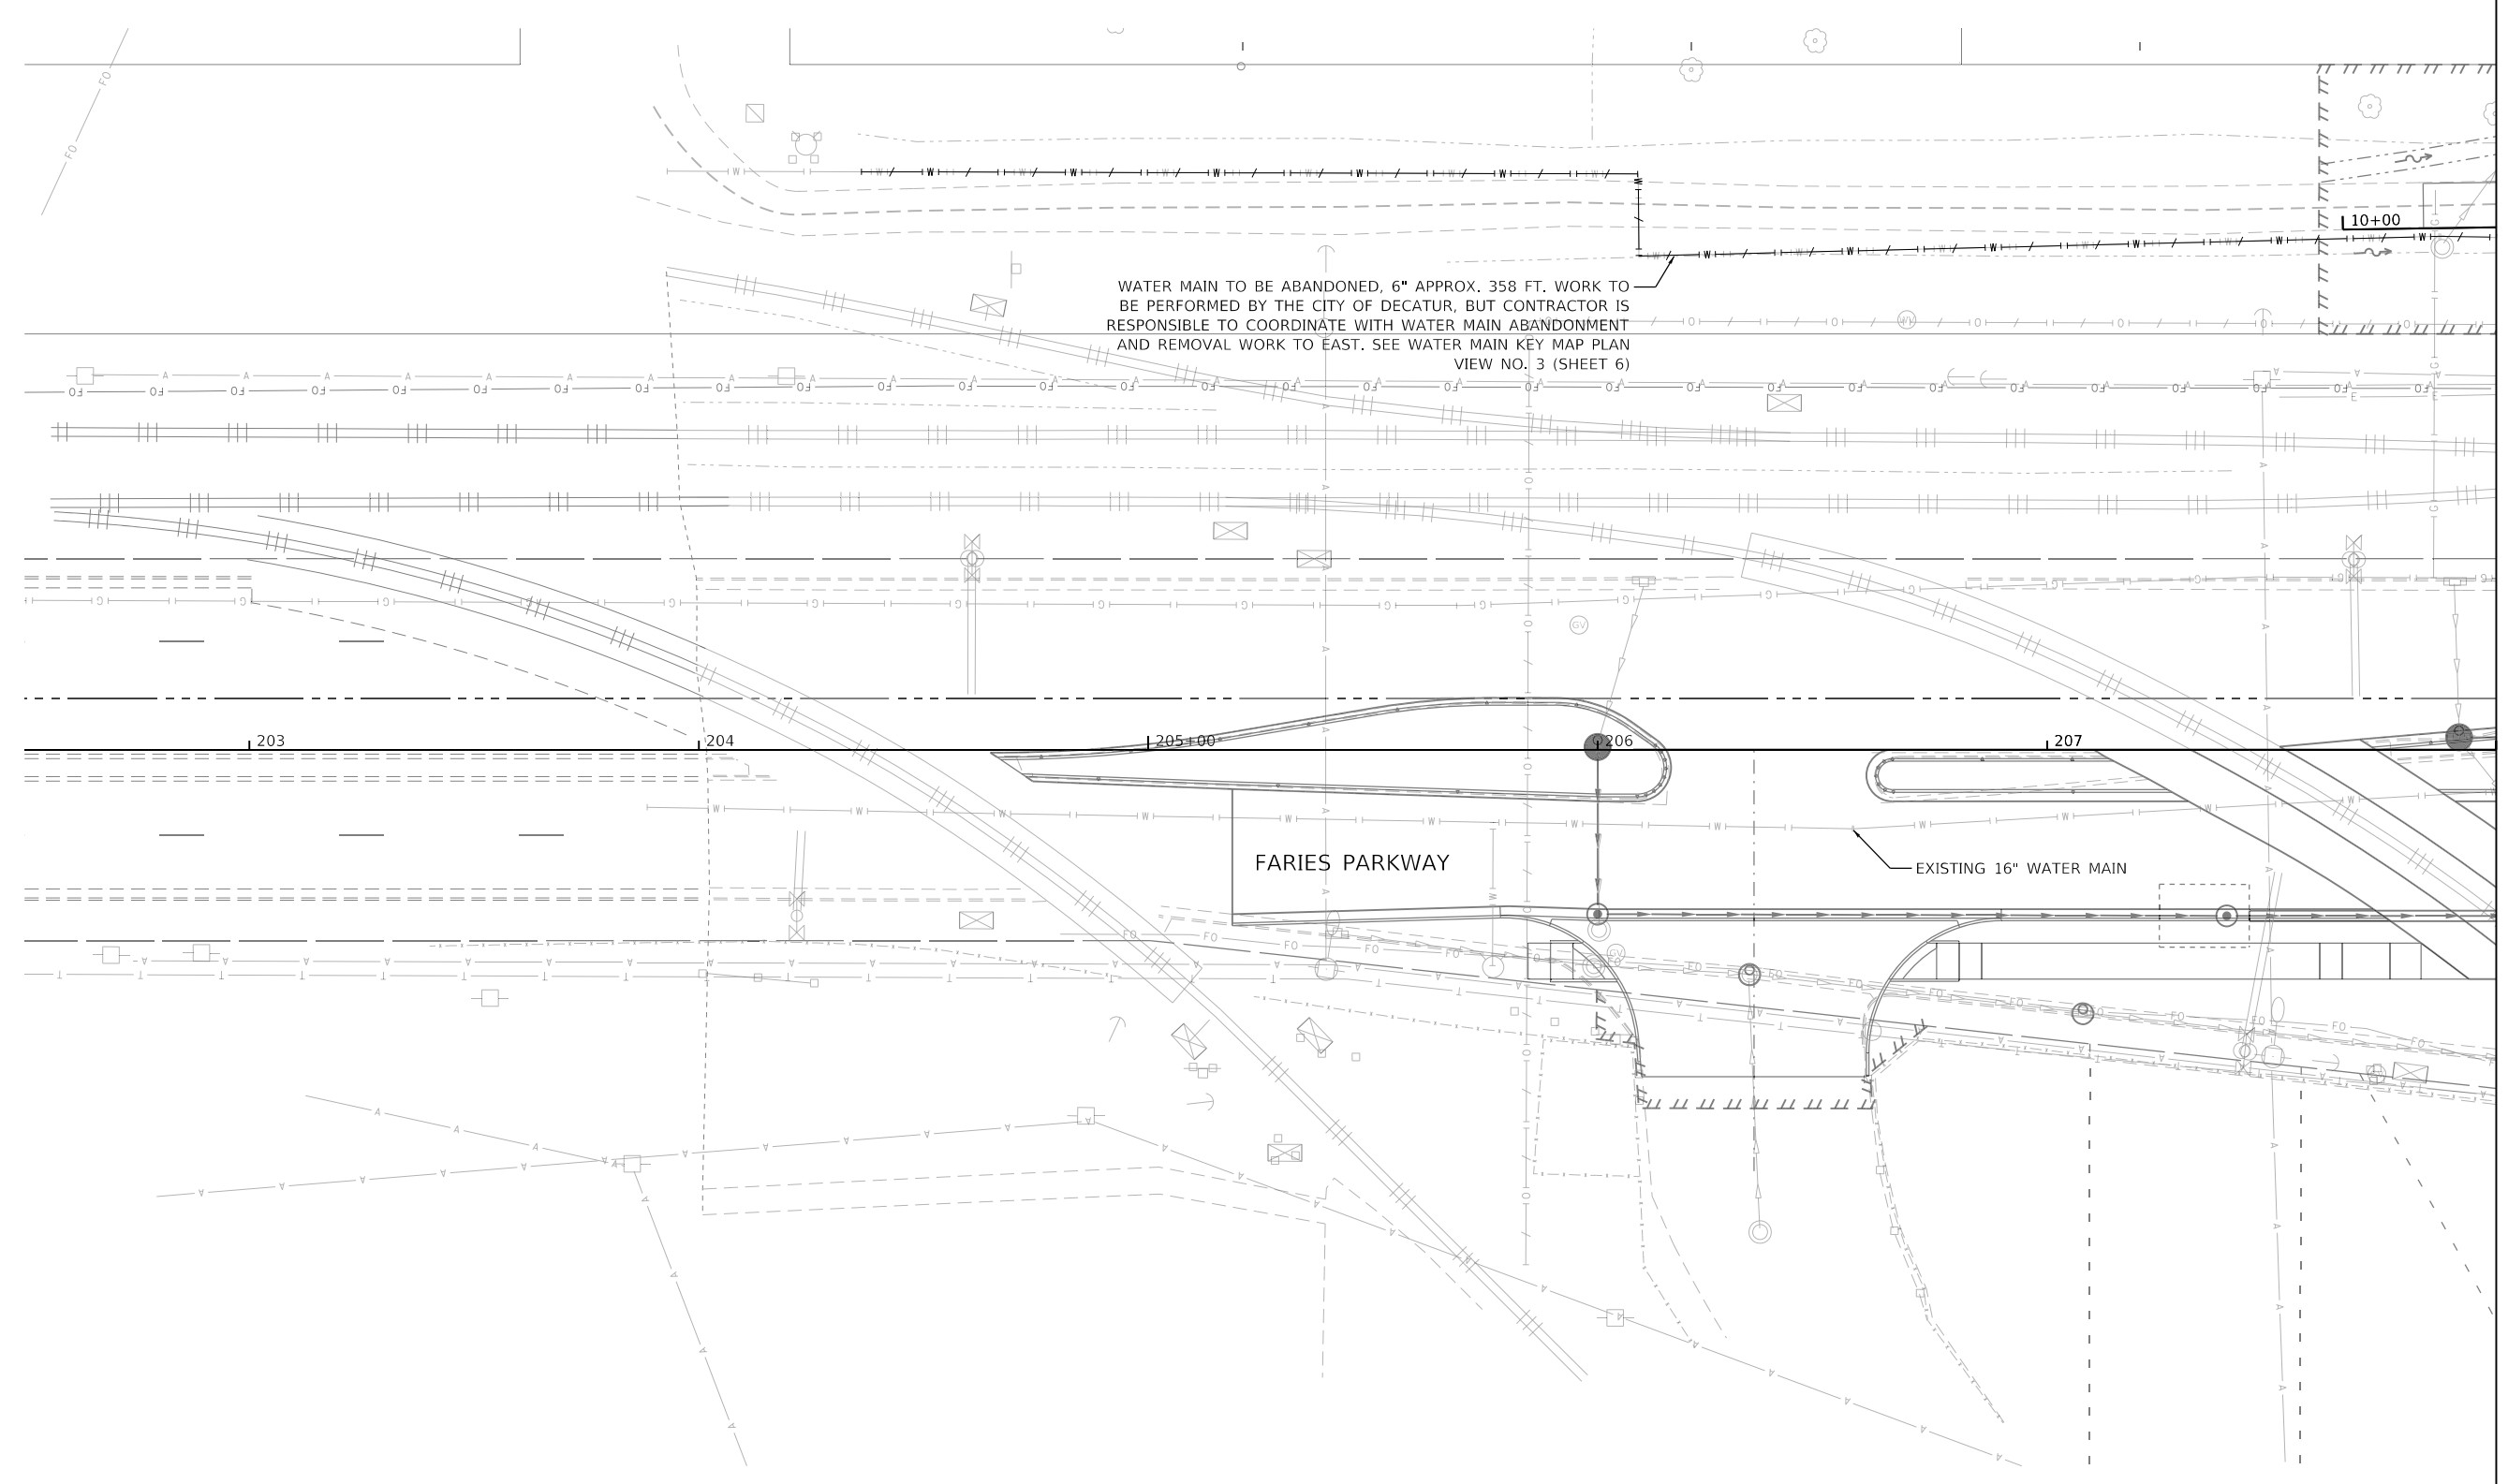 10+00
WATER MAIN TO BE ABANDONED, 6" APPROX. 358 FT. WORK TO
BE PERFORMED BY THE CITY OF DECATUR, BUT CONTRACTOR IS
RESPONSIBLE TO COORDINATE WITH WATER MAIN ABANDONMENT
AND REMOVAL WORK TO EAST. SEE WATER MAIN KEY MAP PLAN
VIEW NO. 3 (SHEET 6)
203
204
205+00
206
207
FARIES PARKWAY
EXISTING 16" WATER MAIN